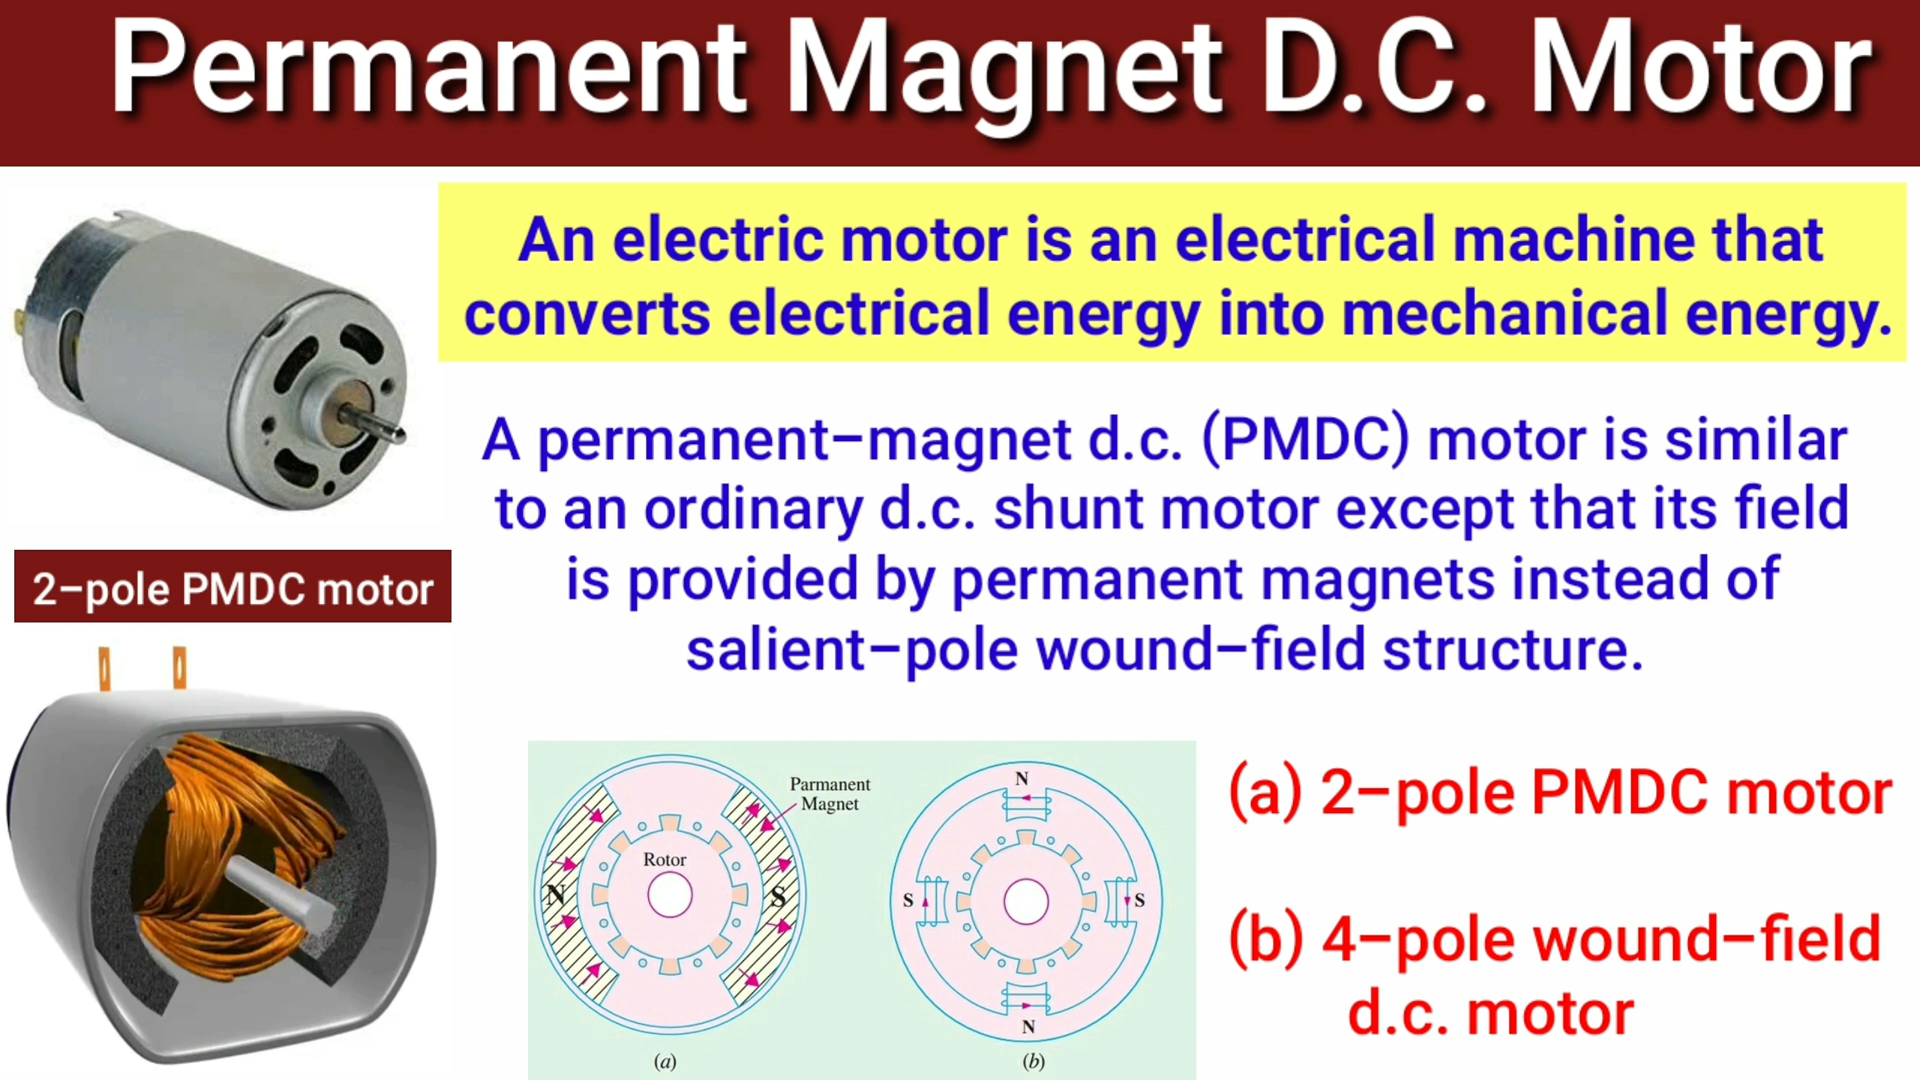 Permanent Magnet D.C. Motor
An electric motor is an electrical machine that
converts electrical energy into mechanical energy.
A permanent-magnet d.c. (PMDC) motor is similar
to an ordinary d.c. shunt motor except that its field
is provided by permanent magnets instead of
salient-pole wound-field structure.
2-pole PMDC motor
Parmanent
Magnet
Rotor
N
S
(a)
N
S
S
N
(b)
(a) 2-pole PMDC motor
(b) 4-pole wound-field
d.c. motor